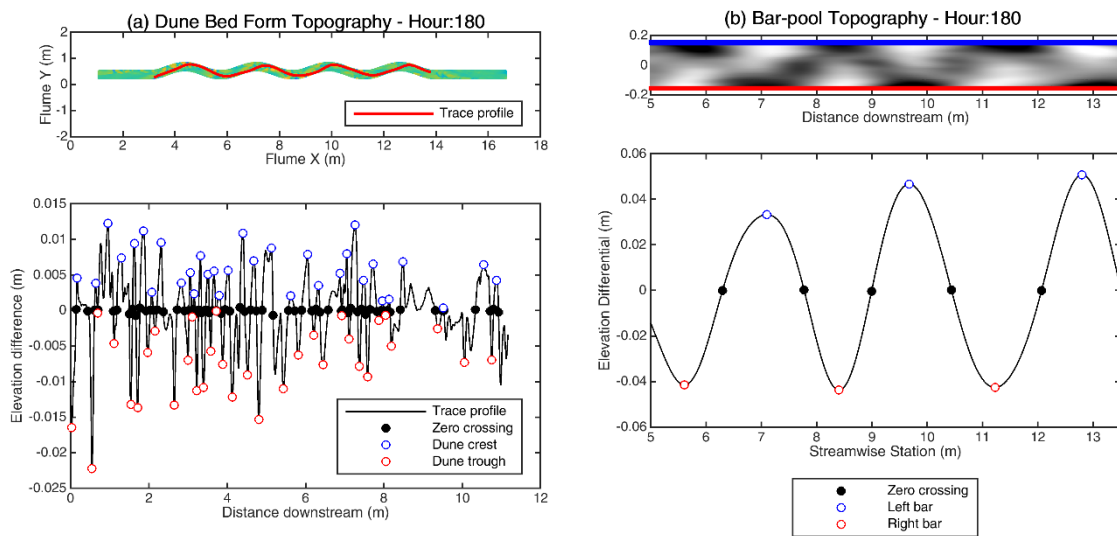 (a) Dune Bed Form Topography - Hour:180
2
1
0
-1
-2
Flume Y (m)
Trace profile
0 2 4 6 8 10 12 14 16 18
Flume X (m)
0.015
0.01
0.005
0
-0.005
-0.01
-0.015
-0.02
-0.025
Elevation difference (m)
Trace profile
Zero crossing
Dune crest
Dune trough
0 2 4 6 8 10 12
Distance downstream (m)
(b) Bar-pool Topography - Hour:180
0.2
0
-0.2
5 6 7 8 9 10 11 12 13
Distance downstream (m)
0.06
0.04
0.02
0
-0.02
-0.04
-0.06
Elevation Differential (m)
5 6 7 8 9 10 11 12 13
Streamwise Station (m)
Zero crossing
Left bar
Right bar